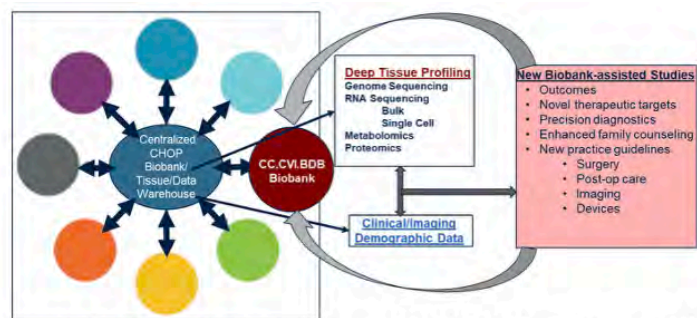 Centralized
CHOP
Biobank/
Tissue/Data
Warehouse
CC.CVI.BDB
Biobank
Deep Tissue Profiling
Genome Sequencing
RNA Sequencing
Bulk
Single Cell
Metabolomics
Proteomics
Clinical/Imaging
Demographic Data
New Biobank-assisted Studies
• Outcomes
• Novel therapeutic targets
• Precision diagnostics
• Enhanced family counseling
• New practice guidelines
• Surgery
• Post-op care
• Imaging
• Devices